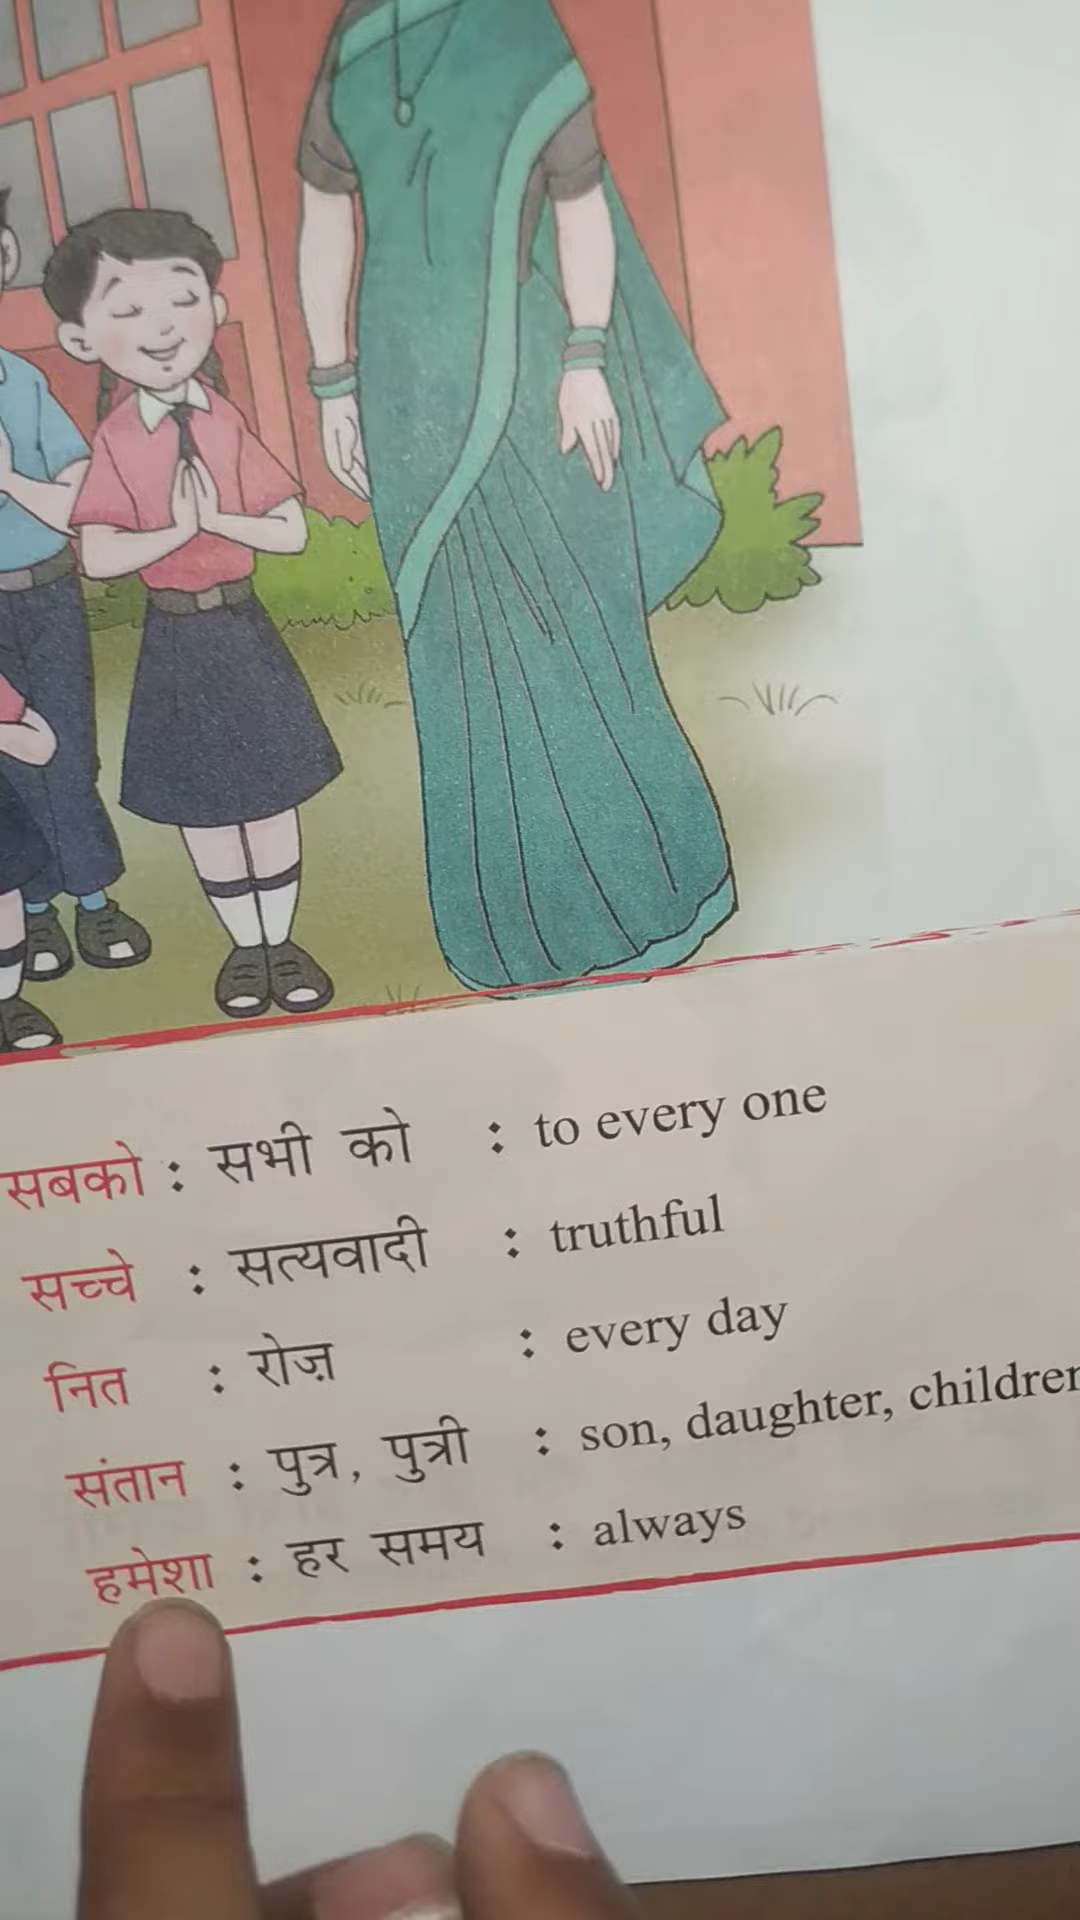 सबको : सभी को : to every one
सच्चे : सत्यवादी : truthful
नित : रोज़ : every day
संतान : पुत्र, पुत्री : son, daughter, children
हमेशा : हर समय : always